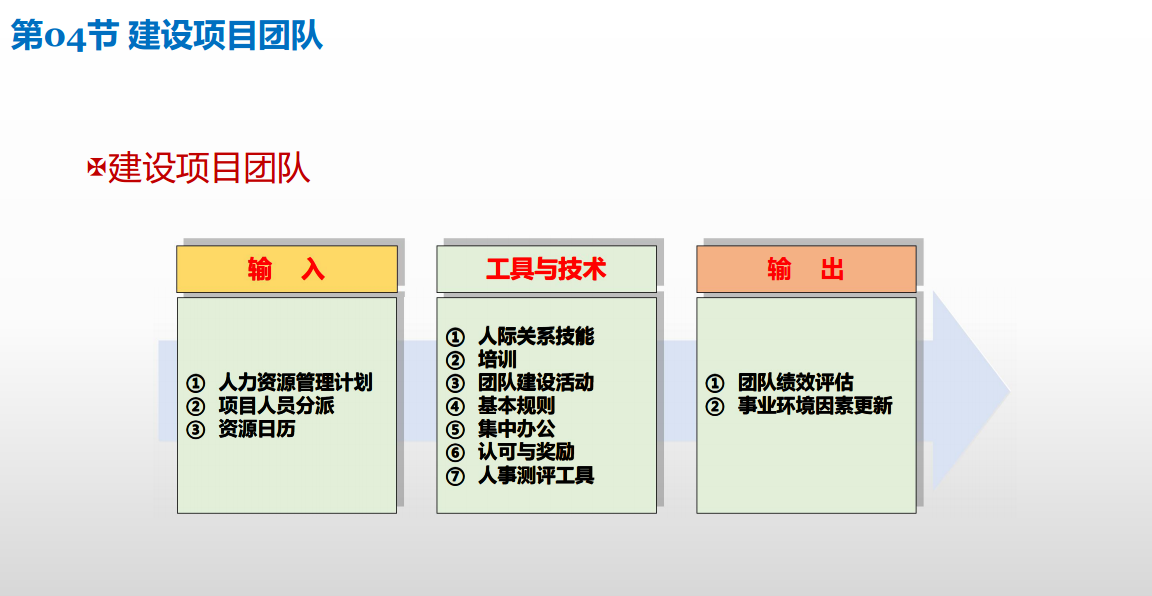 第04节 建设项目团队
✠建设项目团队
输 入
① 人力资源管理计划
② 项目人员分派
③ 资源日历
工具与技术
① 人际关系技能
② 培训
③ 团队建设活动
④ 基本规则
⑤ 集中办公
⑥ 认可与奖励
⑦ 人事测评工具
输 出
① 团队绩效评估
② 事业环境因素更新